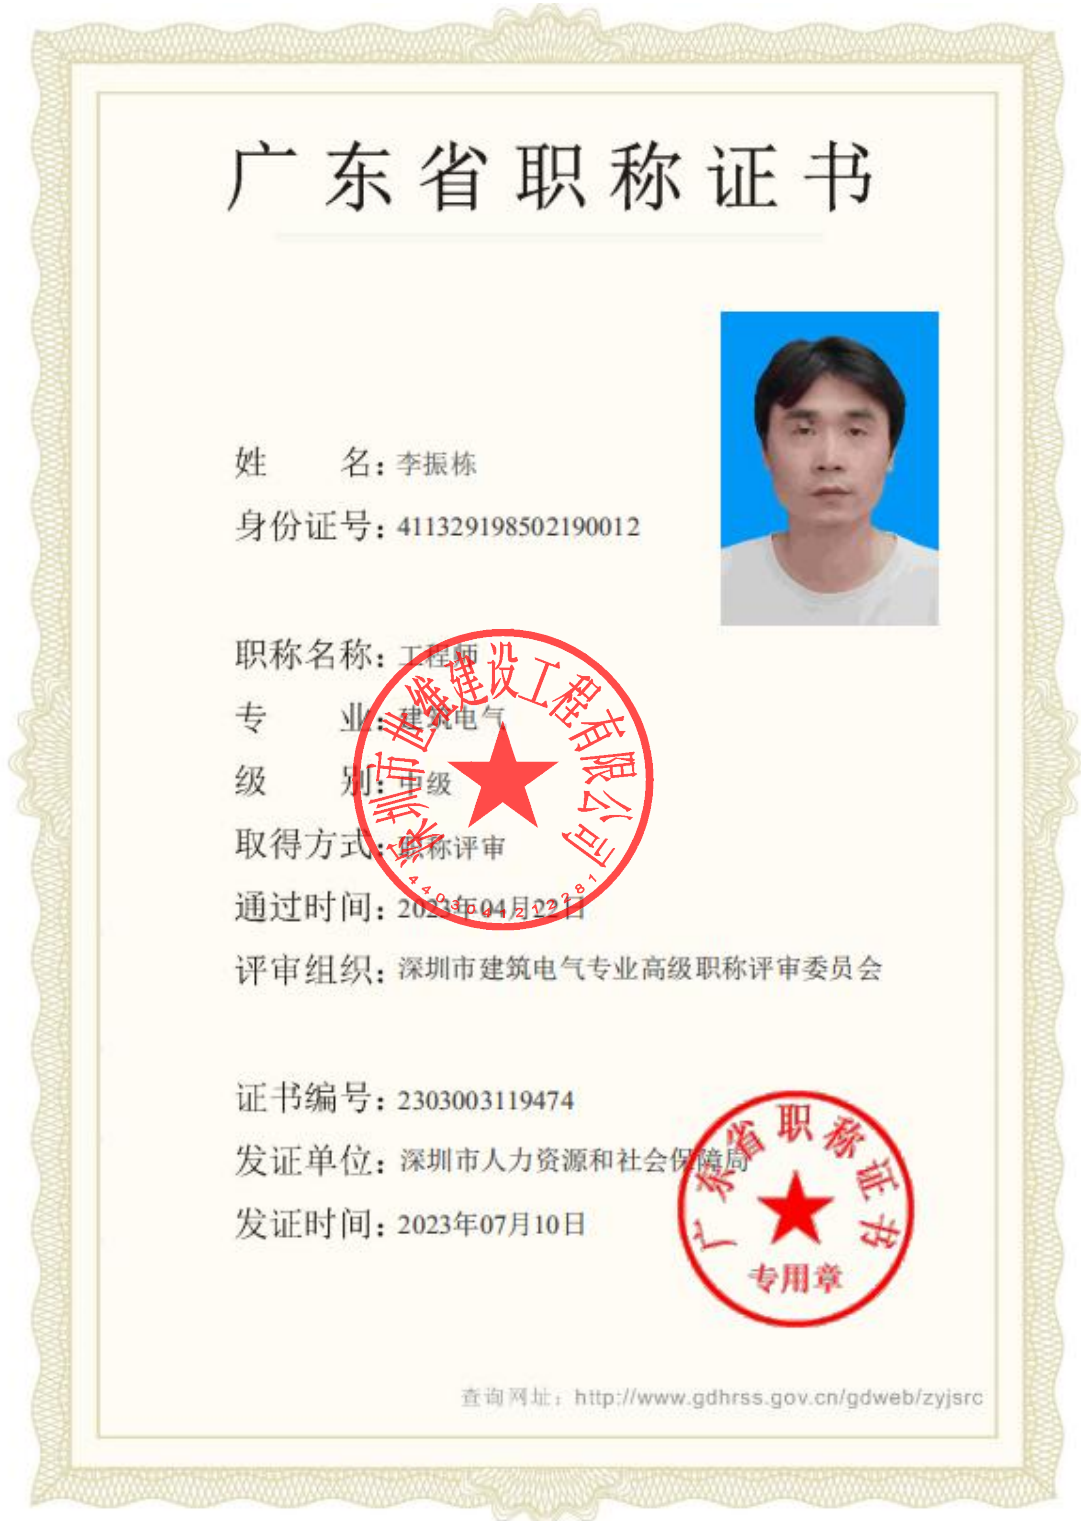 广东省职称证书
姓 名：李振栋
身份证号：411329198502190012
职称名称：工程师
专 业：建筑电气
级 别：中级
取得方式：职称评审
通过时间：2023年04月22日
评审组织：深圳市建筑电气专业高级职称评审委员会
深圳市世维建设工程有限公司
4403041212281
证书编号：2303003119474
发证单位：深圳市人力资源和社会保障局
发证时间：2023年07月10日
广东省职称证书
专用章
查询网址：http://www.gdhrss.gov.cn/gdweb/zyjsrc